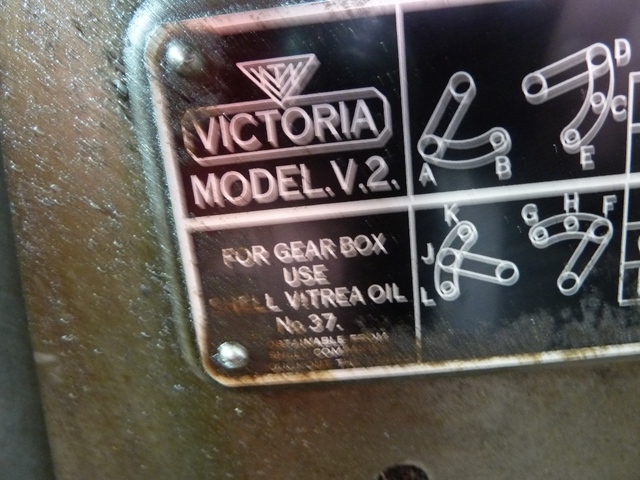 VICTORIA
MODEL.V.2.
FOR GEAR BOX
USE
SHELL VITREA OIL
No.37.
A
B
D
C
E
K
J
L
G
H
F